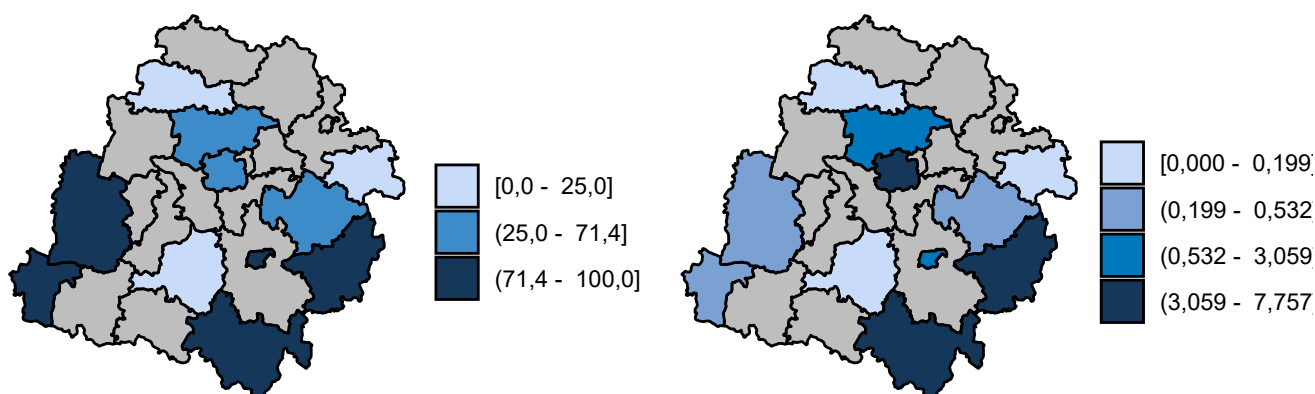 [0,0 - 25,0]
(25,0 - 71,4]
(71,4 - 100,0]
[0,000 - 0,199]
(0,199 - 0,532]
(0,532 - 3,059]
(3,059 - 7,757]